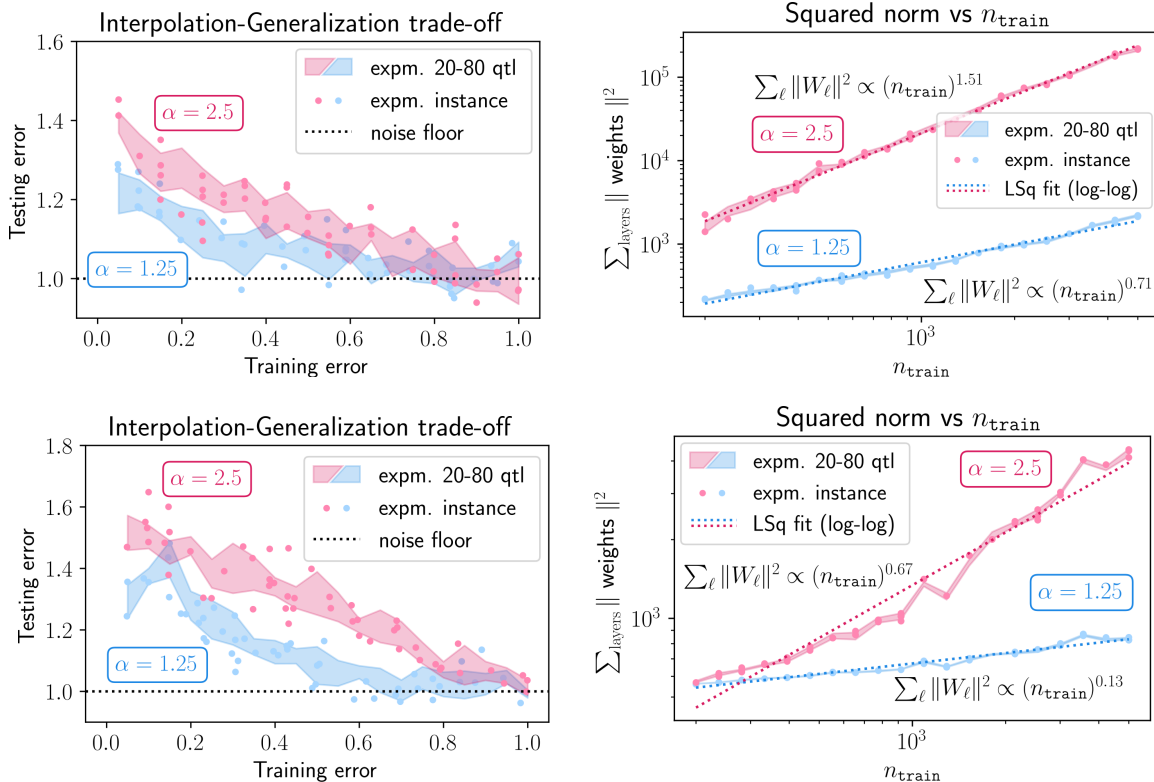 Interpolation-Generalization trade-off
1.6
1.4
1.2
1.0
Testing error
expm. 20-80 qtl
expm. instance
noise floor
α = 2.5
α = 1.25
0.0 0.2 0.4 0.6 0.8 1.0
Training error
Squared norm vs n_train
10^5
10^4
10^3
∑_layers ‖ weights ‖^2
∑_ℓ ‖W_ℓ‖^2 ∝ (n_train)^1.51
α = 2.5
expm. 20-80 qtl
expm. instance
LSq fit (log-log)
α = 1.25
∑_ℓ ‖W_ℓ‖^2 ∝ (n_train)^0.71
10^3
n_train
Interpolation-Generalization trade-off
1.8
1.6
1.4
1.2
1.0
Testing error
α = 2.5
expm. 20-80 qtl
expm. instance
noise floor
α = 1.25
0.0 0.2 0.4 0.6 0.8 1.0
Training error
Squared norm vs n_train
10^3
∑_layers ‖ weights ‖^2
expm. 20-80 qtl
expm. instance
LSq fit (log-log)
α = 2.5
∑_ℓ ‖W_ℓ‖^2 ∝ (n_train)^0.67
α = 1.25
∑_ℓ ‖W_ℓ‖^2 ∝ (n_train)^0.13
10^3
n_train